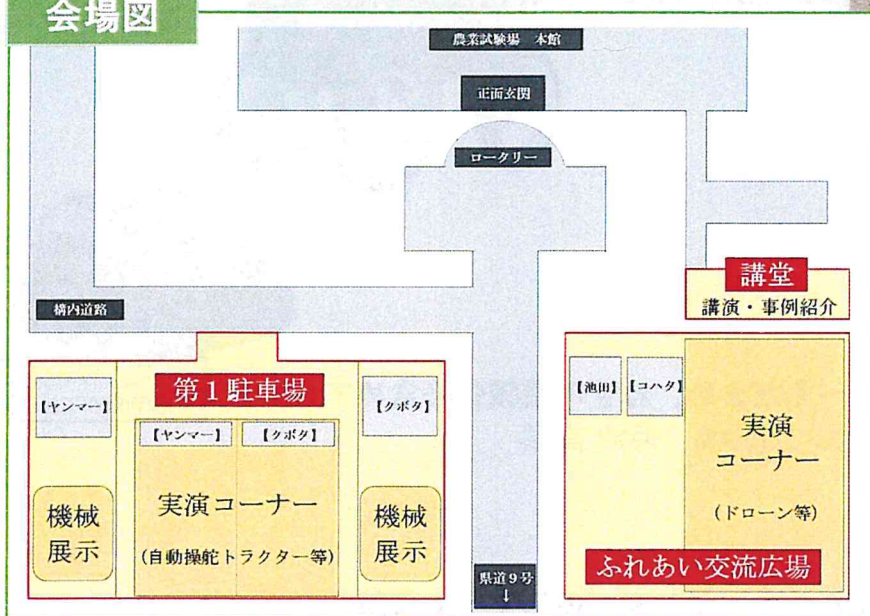 会場図
農業試験場 本館
正面玄関
ロータリー
講堂
講演・事例紹介
構内道路
第1駐車場
【ヤンマー】
【クボタ】
【ヤンマー】
【クボタ】
機械
展示
実演コーナー
(自動操舵トラクター等)
機械
展示
県道9号
↓
【池田】
【コハタ】
実演
コーナー
(ドローン等)
ふれあい交流広場